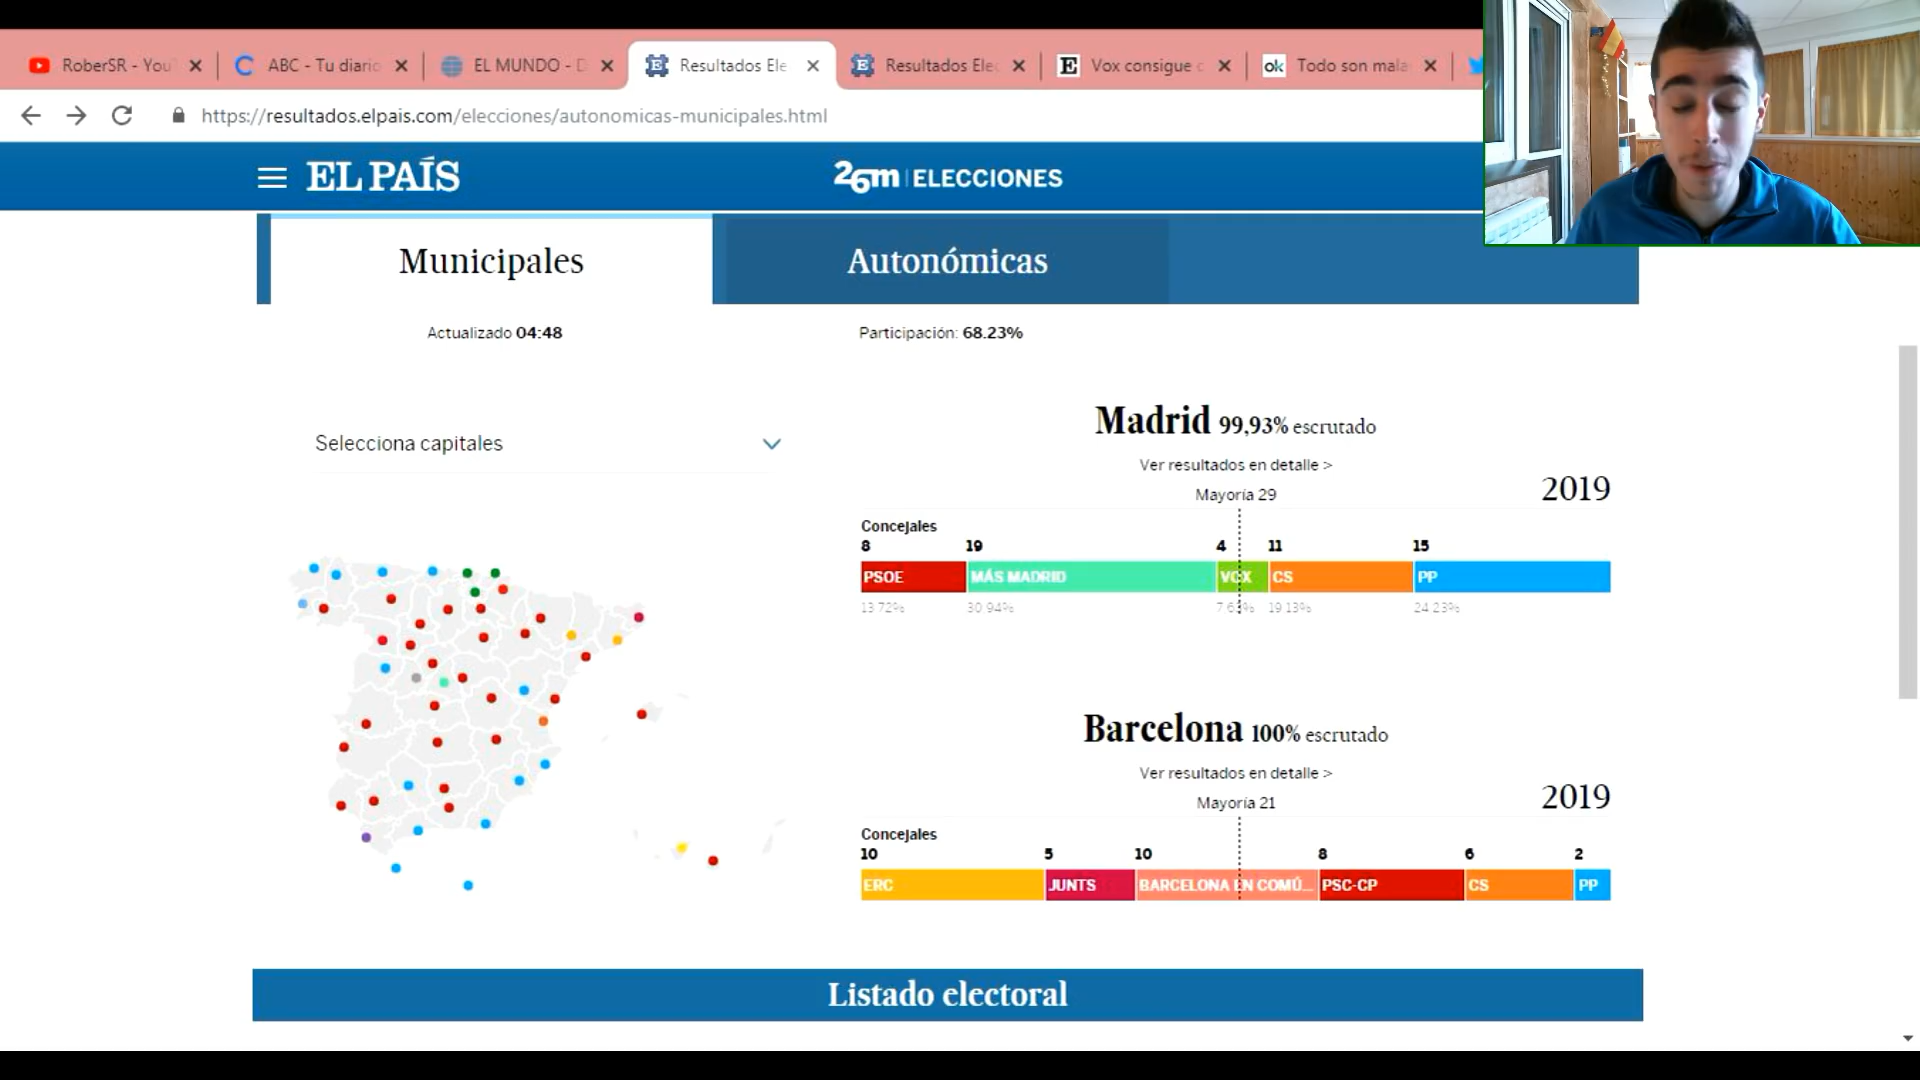 RoberSR - You
ABC - Tu diario
EL MUNDO - D
Resultados Ele
Resultados Elec
Vox consigue
ok Todo son mala
https://resultados.elpais.com/elecciones/autonomicas-municipales.html
EL PAÍS
26m | ELECCIONES
Municipales
Autonómicas
Actualizado 04:48
Participación: 68.23%
Selecciona capitales
Madrid 99,93% escrutado
Ver resultados en detalle >
Mayoría 29
2019
Concejales
8 19 4 11 15
PSOE MÁS MADRID VOX CS PP
13.72% 30.94% 19.13% 24.23%
Barcelona 100% escrutado
Ver resultados en detalle >
Mayoría 21
2019
Concejales
10 5 10 8 6 2
ERC JUNTS BARCELONA EN COMÚ... PSC-CP CS PP
Listado electoral